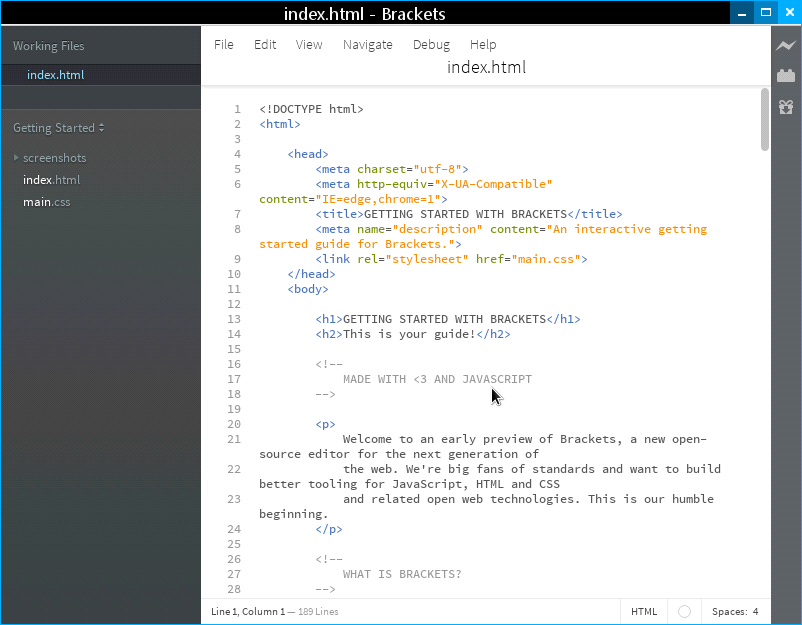 index.html - Brackets
File Edit View Navigate Debug Help
index.html
Working Files
index.html
Getting Started
screenshots
index.html
main.css
1 <!DOCTYPE html>
2 <html>
3
4 <head>
5 <meta charset="utf-8">
6 <meta http-equiv="X-UA-Compatible"
content="IE=edge,chrome=1">
7 <title>GETTING STARTED WITH BRACKETS</title>
8 <meta name="description" content="An interactive getting
started guide for Brackets.">
9 <link rel="stylesheet" href="main.css">
10 </head>
11 <body>
12
13 <h1>GETTING STARTED WITH BRACKETS</h1>
14 <h2>This is your guide!</h2>
15
16 <!--
17 MADE WITH <3 AND JAVASCRIPT
18 -->
19
20 <p>
21 Welcome to an early preview of Brackets, a new open-
source editor for the next generation of
22 the web. We're big fans of standards and want to build
better tooling for JavaScript, HTML and CSS
23 and related open web technologies. This is our humble
beginning.
24 </p>
25
26 <!--
27 WHAT IS BRACKETS?
28 -->
Line 1, Column 1 — 189 Lines
HTML
Spaces: 4